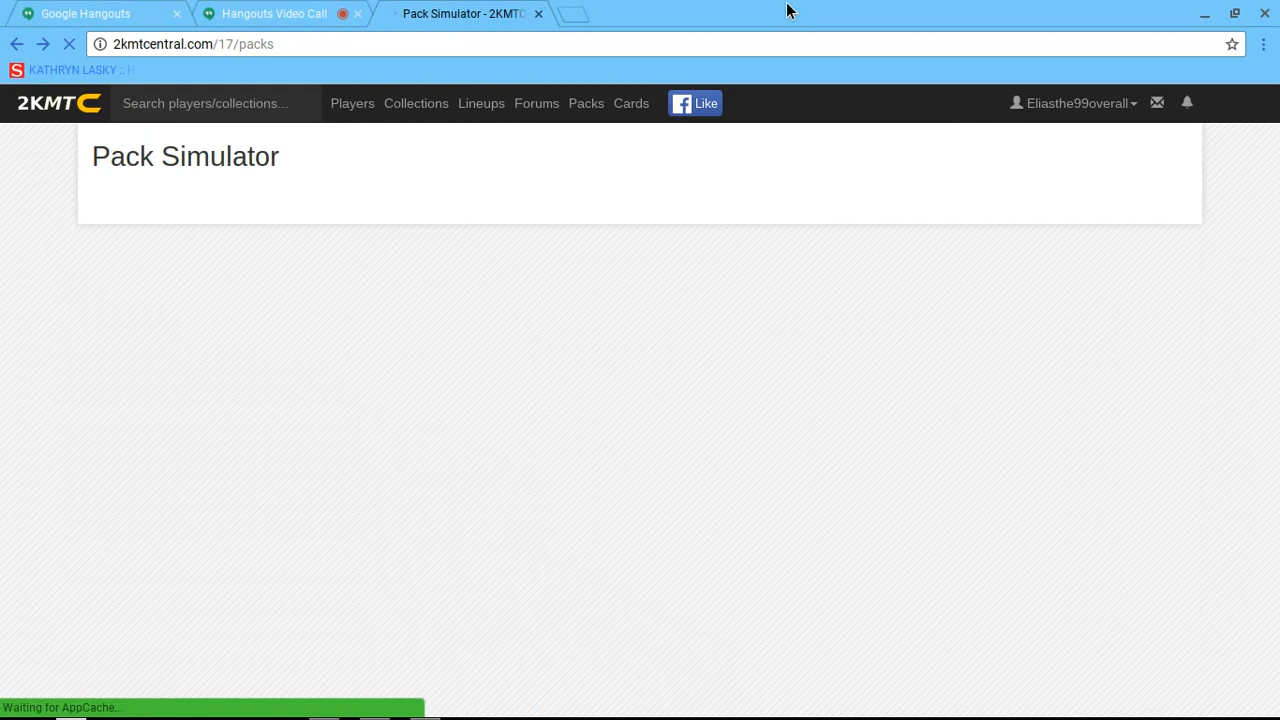 Google Hangouts
Hangouts Video Call
Pack Simulator - 2KMTC
2kmtcentral.com/17/packs
S KATHRYN LASKY :: H
2KMTC
Search players/collections...
Players
Collections
Lineups
Forums
Packs
Cards
Like
Eliasthe99overall
Pack Simulator
Waiting for AppCache...